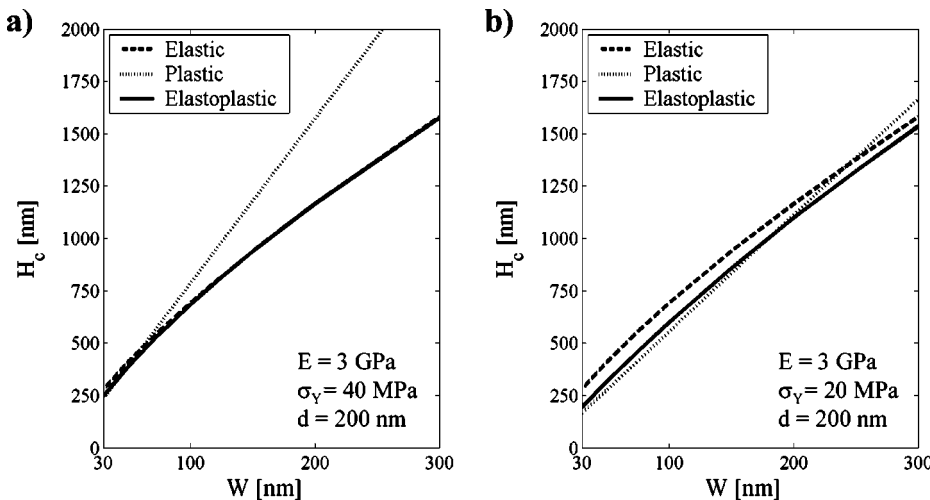 a)
2000
1750
1500
1250
1000
750
500
250
0
H_c [nm]
Elastic
Plastic
Elastoplastic
E = 3 GPa
σ_Y= 40 MPa
d = 200 nm
30
100
200
300
W [nm]
b)
2000
1750
1500
1250
1000
750
500
250
0
H_c [nm]
Elastic
Plastic
Elastoplastic
E = 3 GPa
σ_Y= 20 MPa
d = 200 nm
30
100
200
300
W [nm]